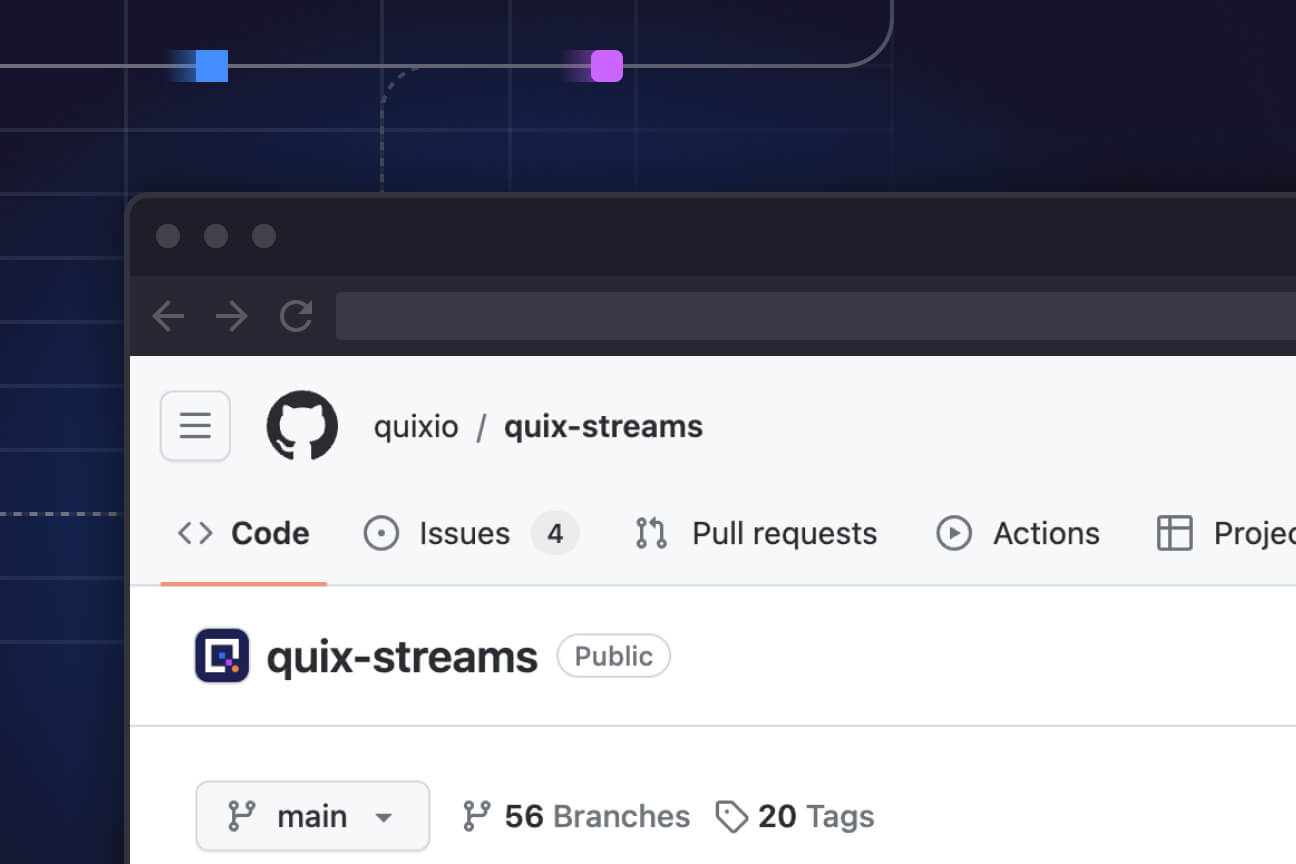 quixio / quix-streams
Code Issues 4 Pull requests Actions Projec
quix-streams Public
main 56 Branches 20 Tags